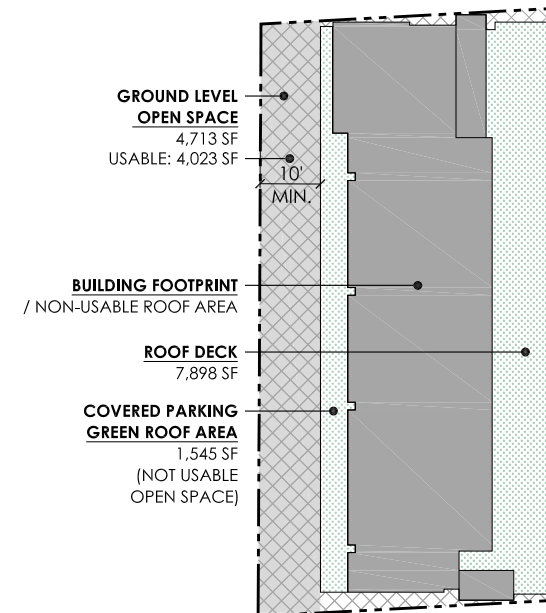 GROUND LEVEL
OPEN SPACE
4,713 SF
USABLE: 4,023 SF
10'
MIN.
BUILDING FOOTPRINT
/ NON-USABLE ROOF AREA
ROOF DECK
7,898 SF
COVERED PARKING
GREEN ROOF AREA
1,545 SF
(NOT USABLE
OPEN SPACE)